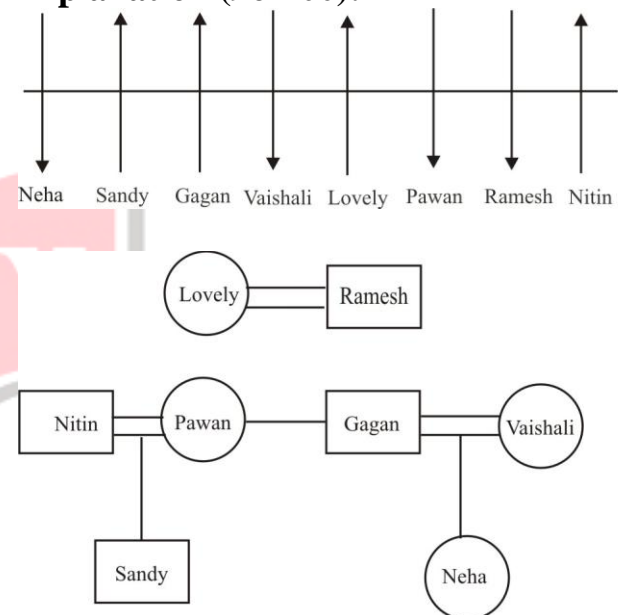 Neha Sandy Gagan Vaishali Lovely Pawan Ramesh Nitin
Lovely Ramesh
Nitin Pawan Gagan Vaishali
Sandy Neha